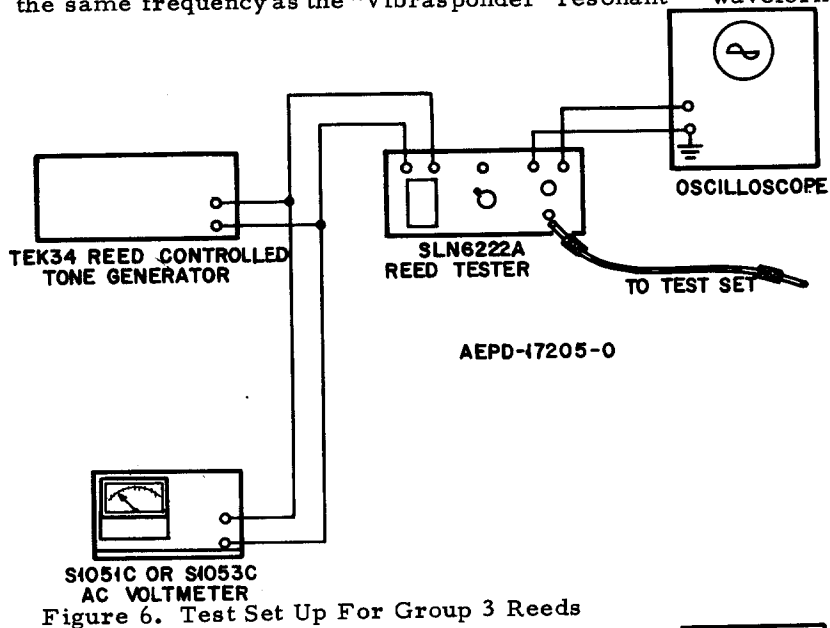 the same frequency as the "Vibrasponder" resonant waveform
OSCILLOSCOPE
TEK34 REED CONTROLLED
TONE GENERATOR
SLN6222A
REED TESTER
TO TEST SET
AEPD-17205-0
S1051C OR S1053C
AC VOLTMETER
Figure 6. Test Set Up For Group 3 Reeds